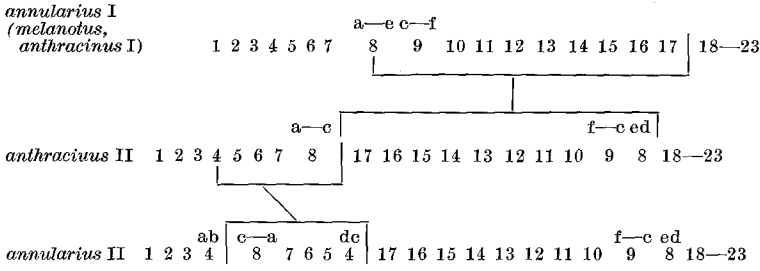 annularius I
(melanotus,
a—e c—f
anthracinus I) 1 2 3 4 5 6 7 8 9 10 11 12 13 14 15 16 17 18—23
a—c f—c ed
anthraciuus II 1 2 3 4 5 6 7 8 17 16 15 14 13 12 11 10 9 8 18—23
ab c—a dc f—c ed
annularius II 1 2 3 4 8 7 6 5 4 17 16 15 14 13 12 11 10 9 8 18—23